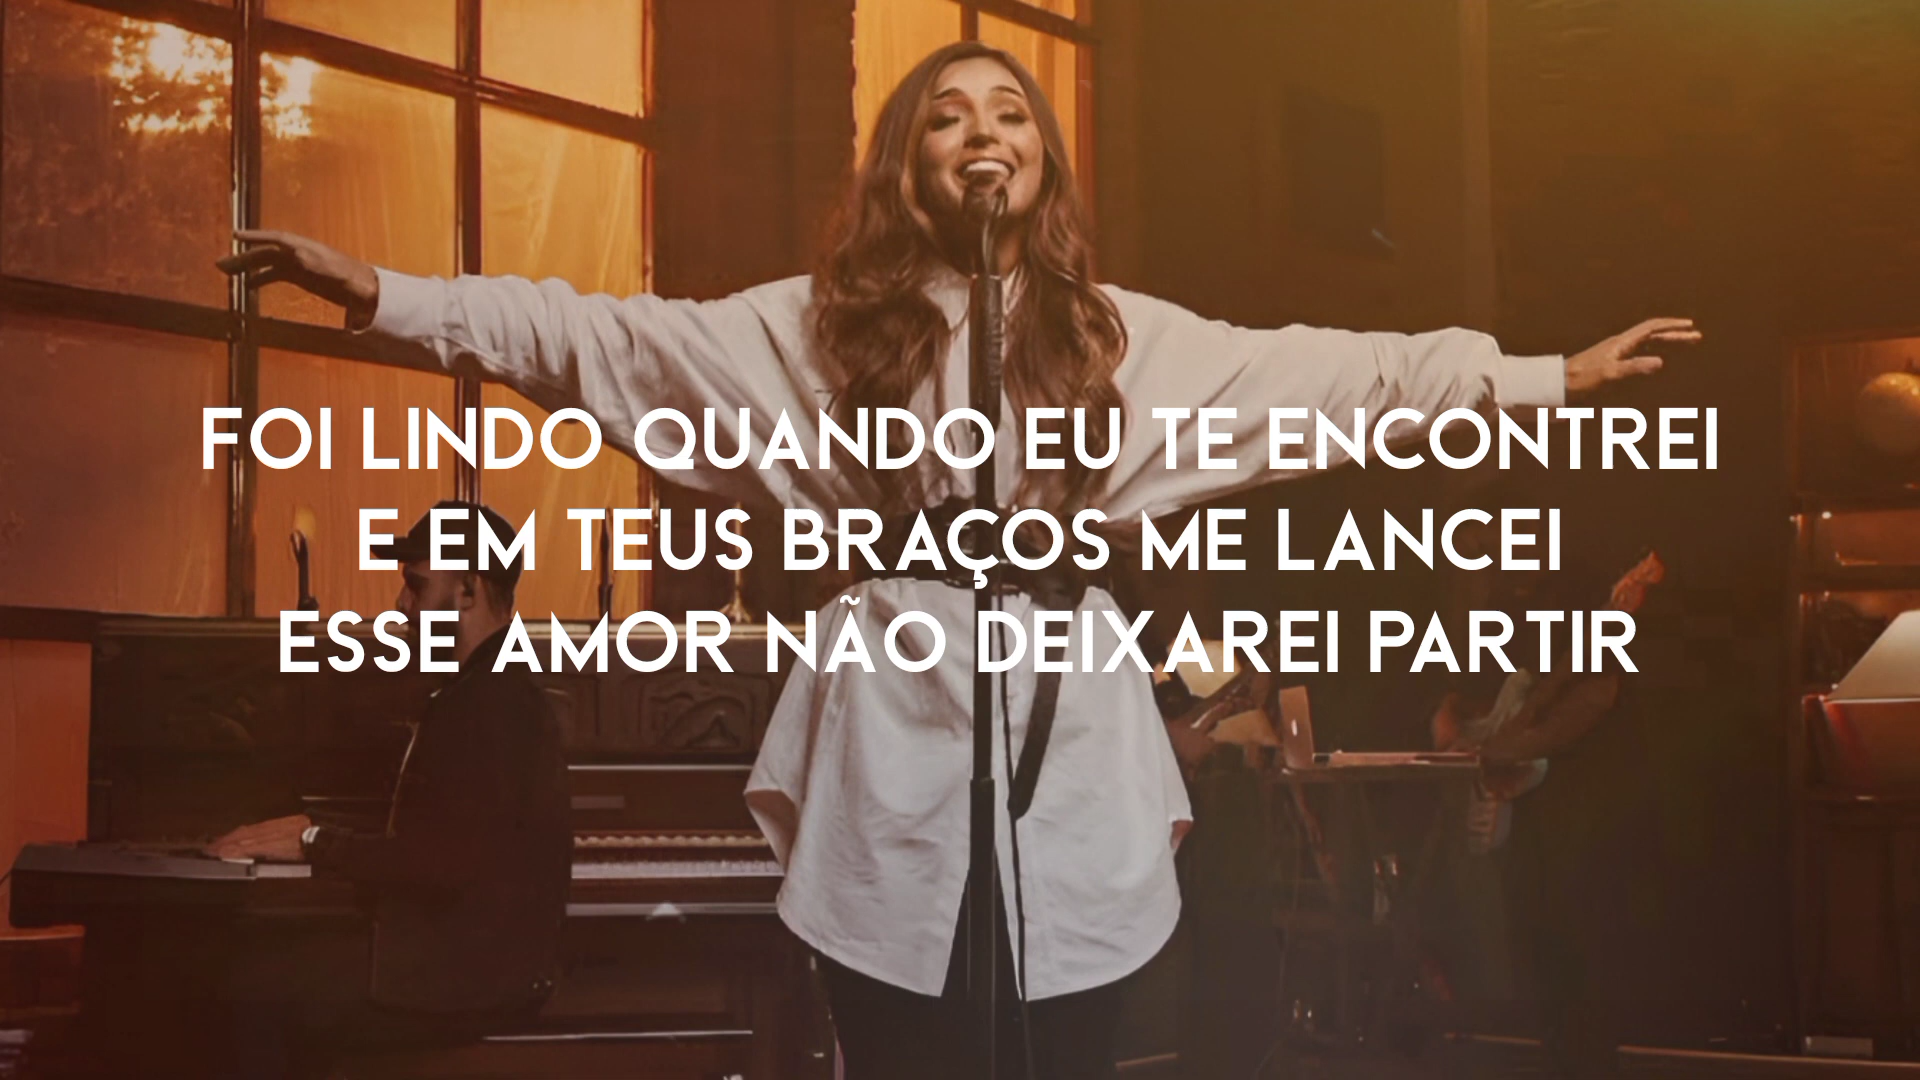 FOI LINDO QUANDO EU TE ENCONTREI
E EM TEUS BRAÇOS ME LANCEI
ESSE AMOR NÃO DEIXAREI PARTIR